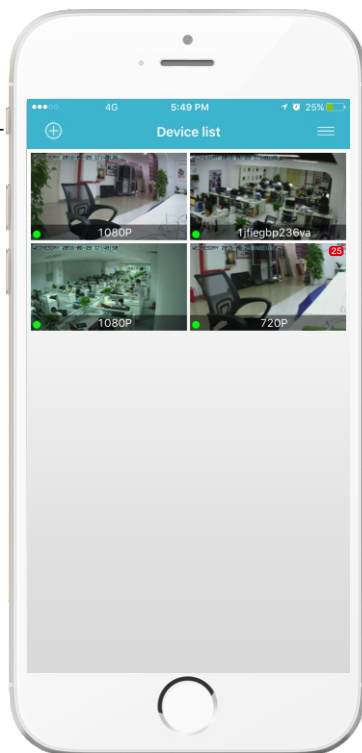 4G 5:49 PM 25%
Device list
1080P
1jfiegbp236va
1080P
25
720P